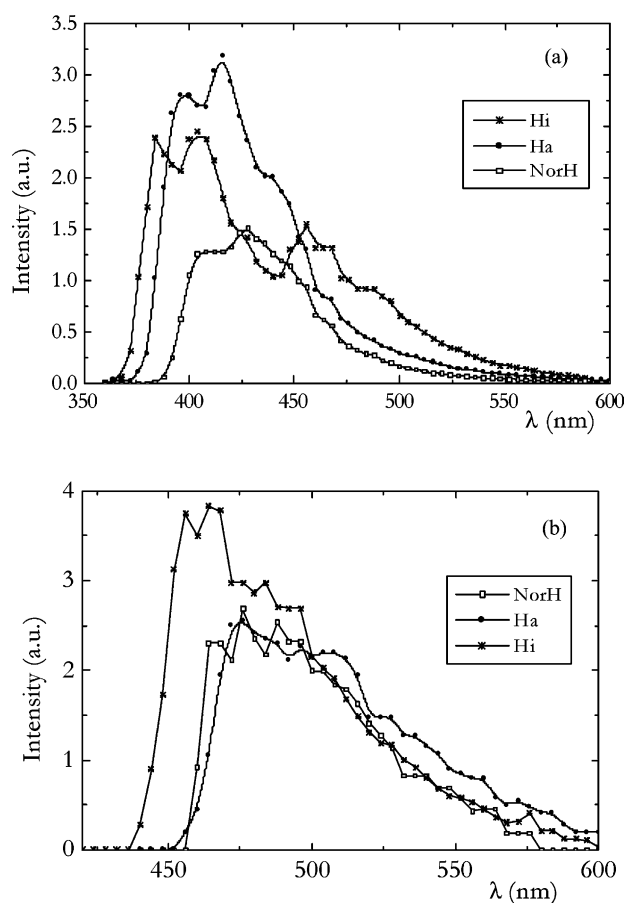 (a)
Intensity (a.u.)
3.5
3.0
2.5
2.0
1.5
1.0
0.5
0.0
Hi
Ha
NorH
350 400 450 500 550 600
λ (nm)
(b)
Intensity (a.u.)
4
3
2
1
0
NorH
Ha
Hi
450 500 550 600
λ (nm)